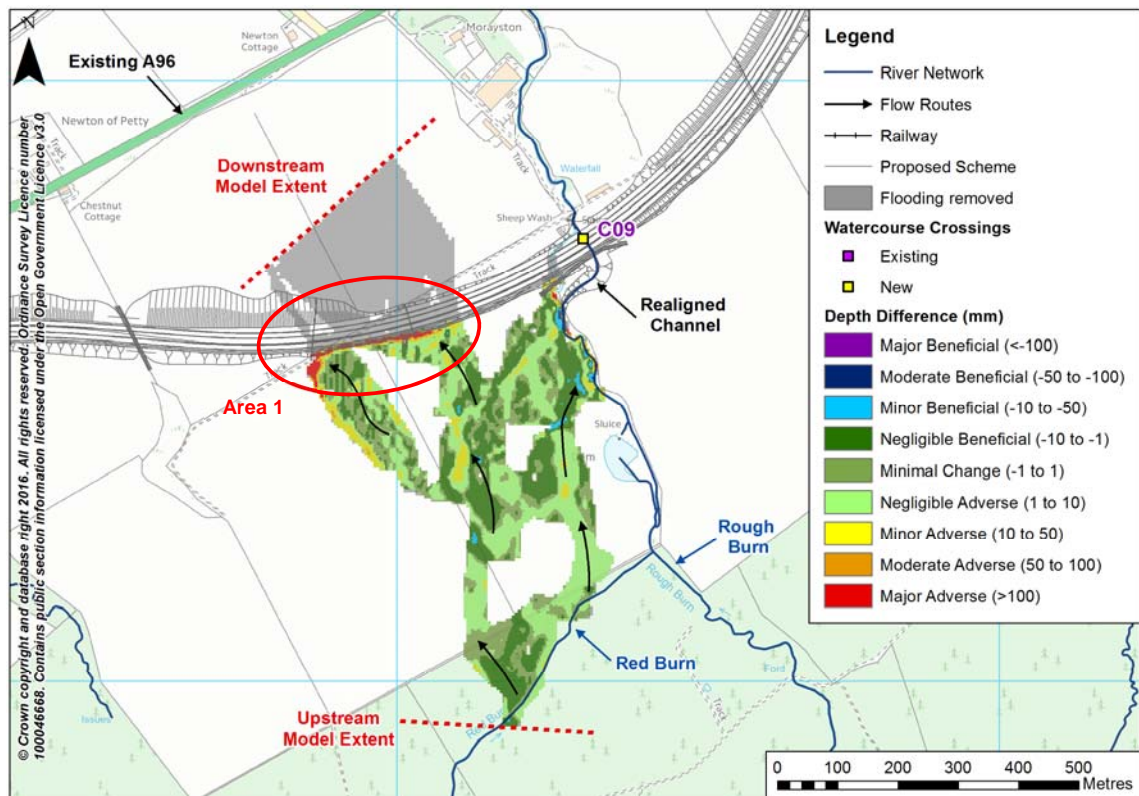 N
Existing A96
Newton
Cottage
Morayston
Newton of Petty
Track
Chestnut
Cottage
Downstream
Model Extent
Track
Waterfall
Sheep Wash
C09
Track
Realigned
Channel
Area 1
Sluice
Rough
Burn
Rough Burn
Ford
Track
Red Burn
Issues
Upstream
Model Extent
© Crown copyright and database right 2016. All rights reserved. Ordnance Survey Licence number
100046668. Contains public section information licensed under the Open Government Licence v3.0
Legend
River Network
Flow Routes
Railway
Proposed Scheme
Flooding removed
Watercourse Crossings
Existing
New
Depth Difference (mm)
Major Beneficial (<-100)
Moderate Beneficial (-50 to -100)
Minor Beneficial (-10 to -50)
Negligible Beneficial (-10 to -1)
Minimal Change (-1 to 1)
Negligible Adverse (1 to 10)
Minor Adverse (10 to 50)
Moderate Adverse (50 to 100)
Major Adverse (>100)
0 100 200 300 400 500
Metres